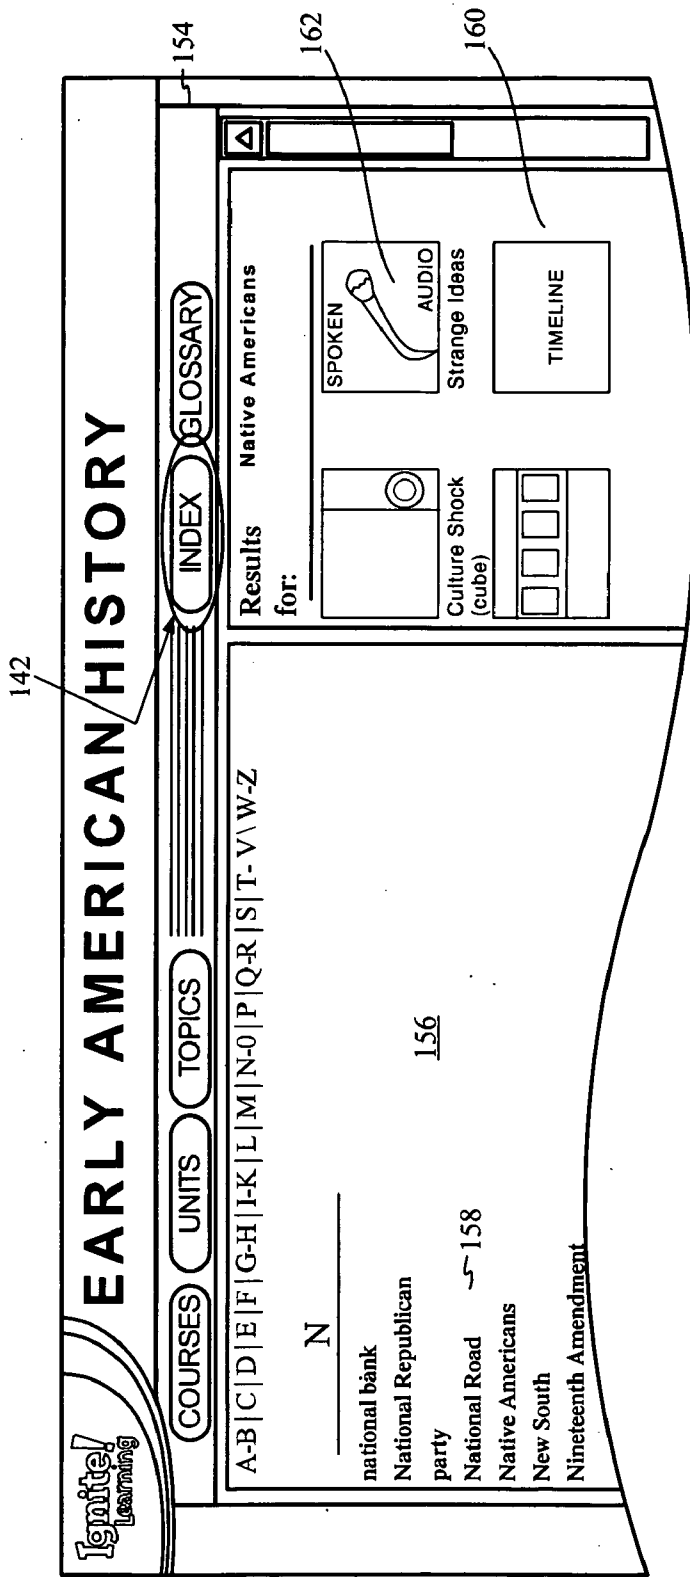 142
162
160
154
Ignite!
Learning
EARLY AMERICAN HISTORY
COURSES UNITS TOPICS INDEX GLOSSARY
A-B|C|D|E|F|G-H|I-K|L|M|N-0|P|Q-R|S|T- V\W-Z
N
national bank
National Republican
party
National Road 158
Native Americans
New South
Nineteenth Amendment
156
Results
for:
Native Americans
SPOKEN
AUDIO
Culture Shock
(cube)
Strange Ideas
TIMELINE